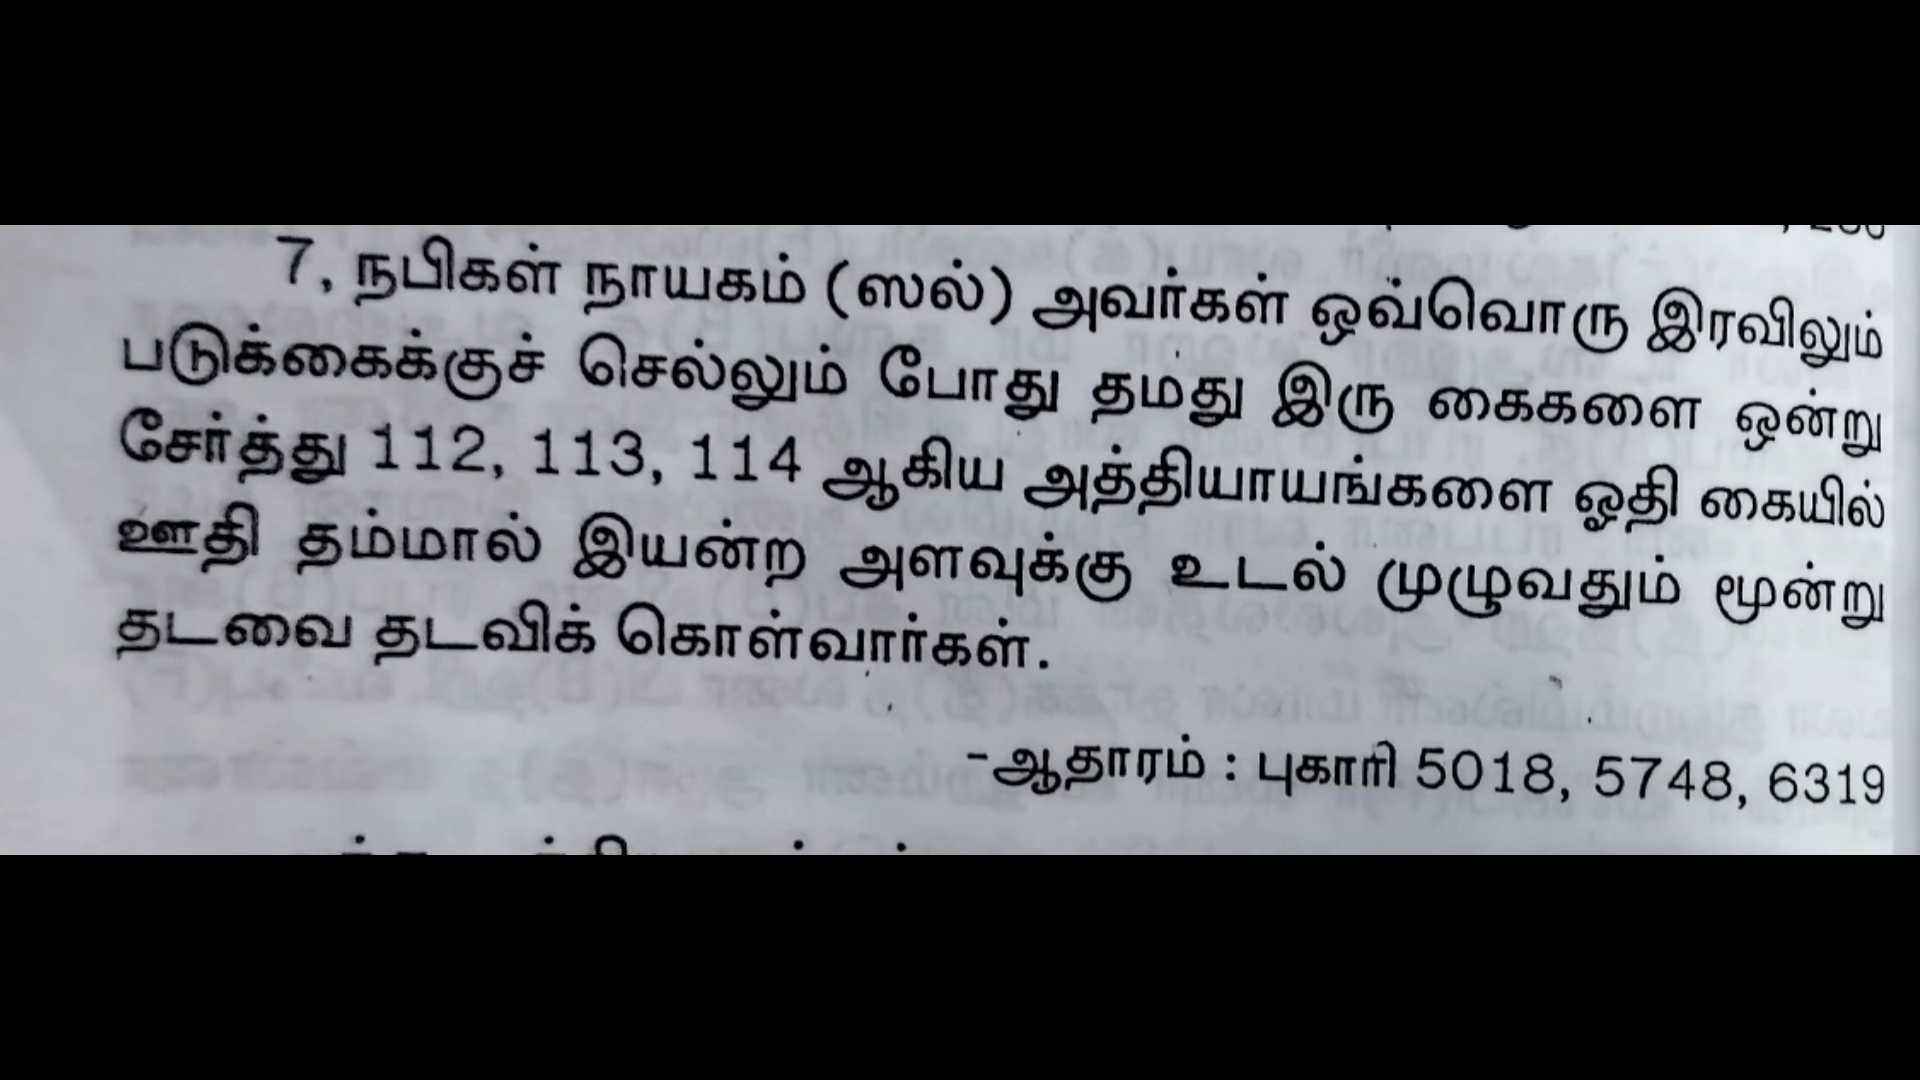 7, நபிகள் நாயகம் (ஸல்) அவர்கள் ஒவ்வொரு இரவிலும்
படுக்கைக்குச் செல்லும் போது தமது இரு கைகளை ஒன்று
சேர்த்து 112, 113, 114 ஆகிய அத்தியாயங்களை ஓதி கையில்
ஊதி தம்மால் இயன்ற அளவுக்கு உடல் முழுவதும் மூன்று
தடவை தடவிக் கொள்வார்கள்.
-ஆதாரம் : புகாரி 5018, 5748, 6319